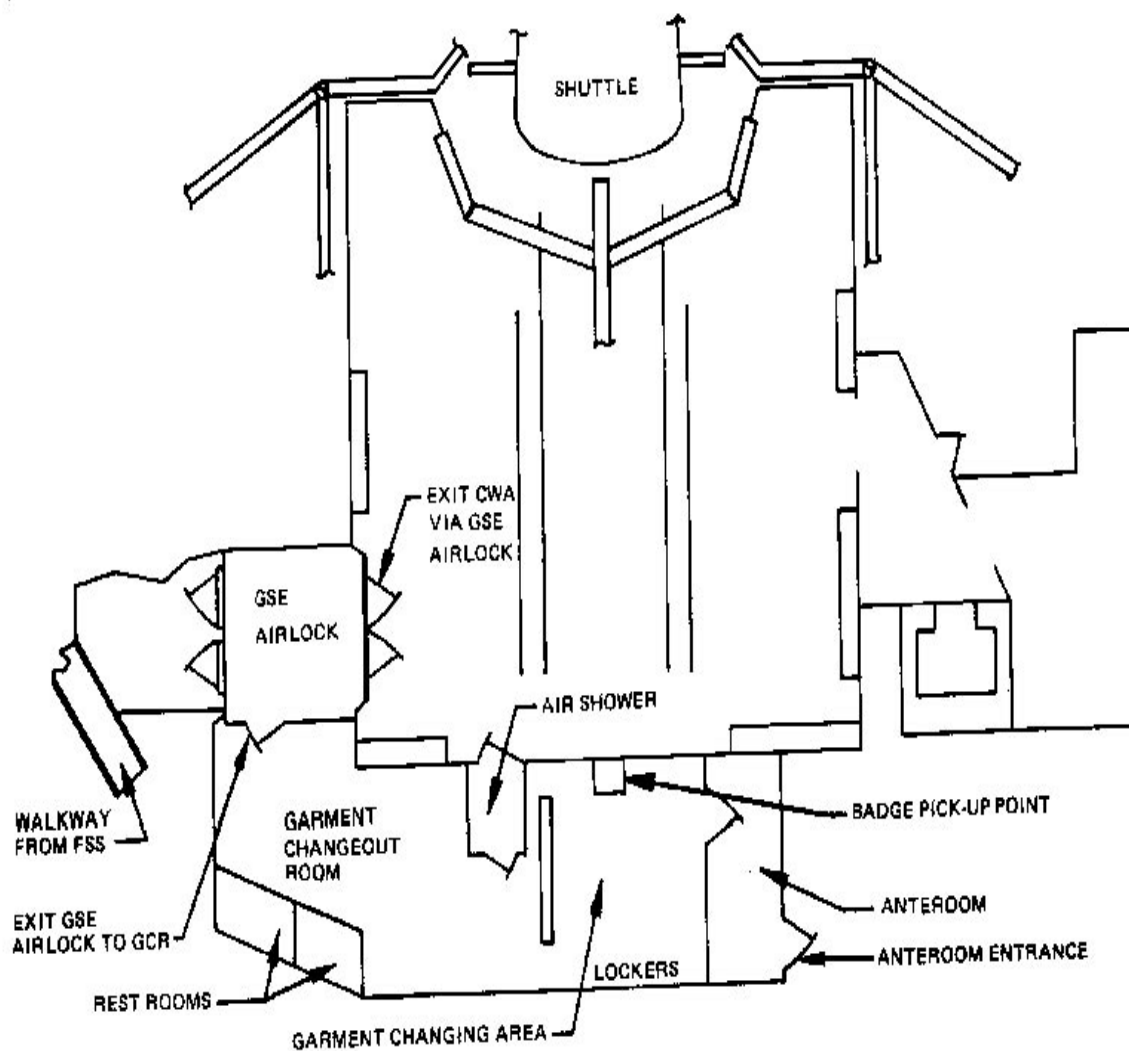 SHUTTLE
EXIT CWA
VIA GSE
AIRLOCK
GSE
AIRLOCK
AIR SHOWER
BADGE PICK-UP POINT
WALKWAY
FROM FSS
GARMENT
CHANGEOUT
ROOM
ANTEROOM
EXIT GSE
AIRLOCK TO GCR
ANTEROOM ENTRANCE
LOCKERS
REST ROOMS
GARMENT CHANGING AREA